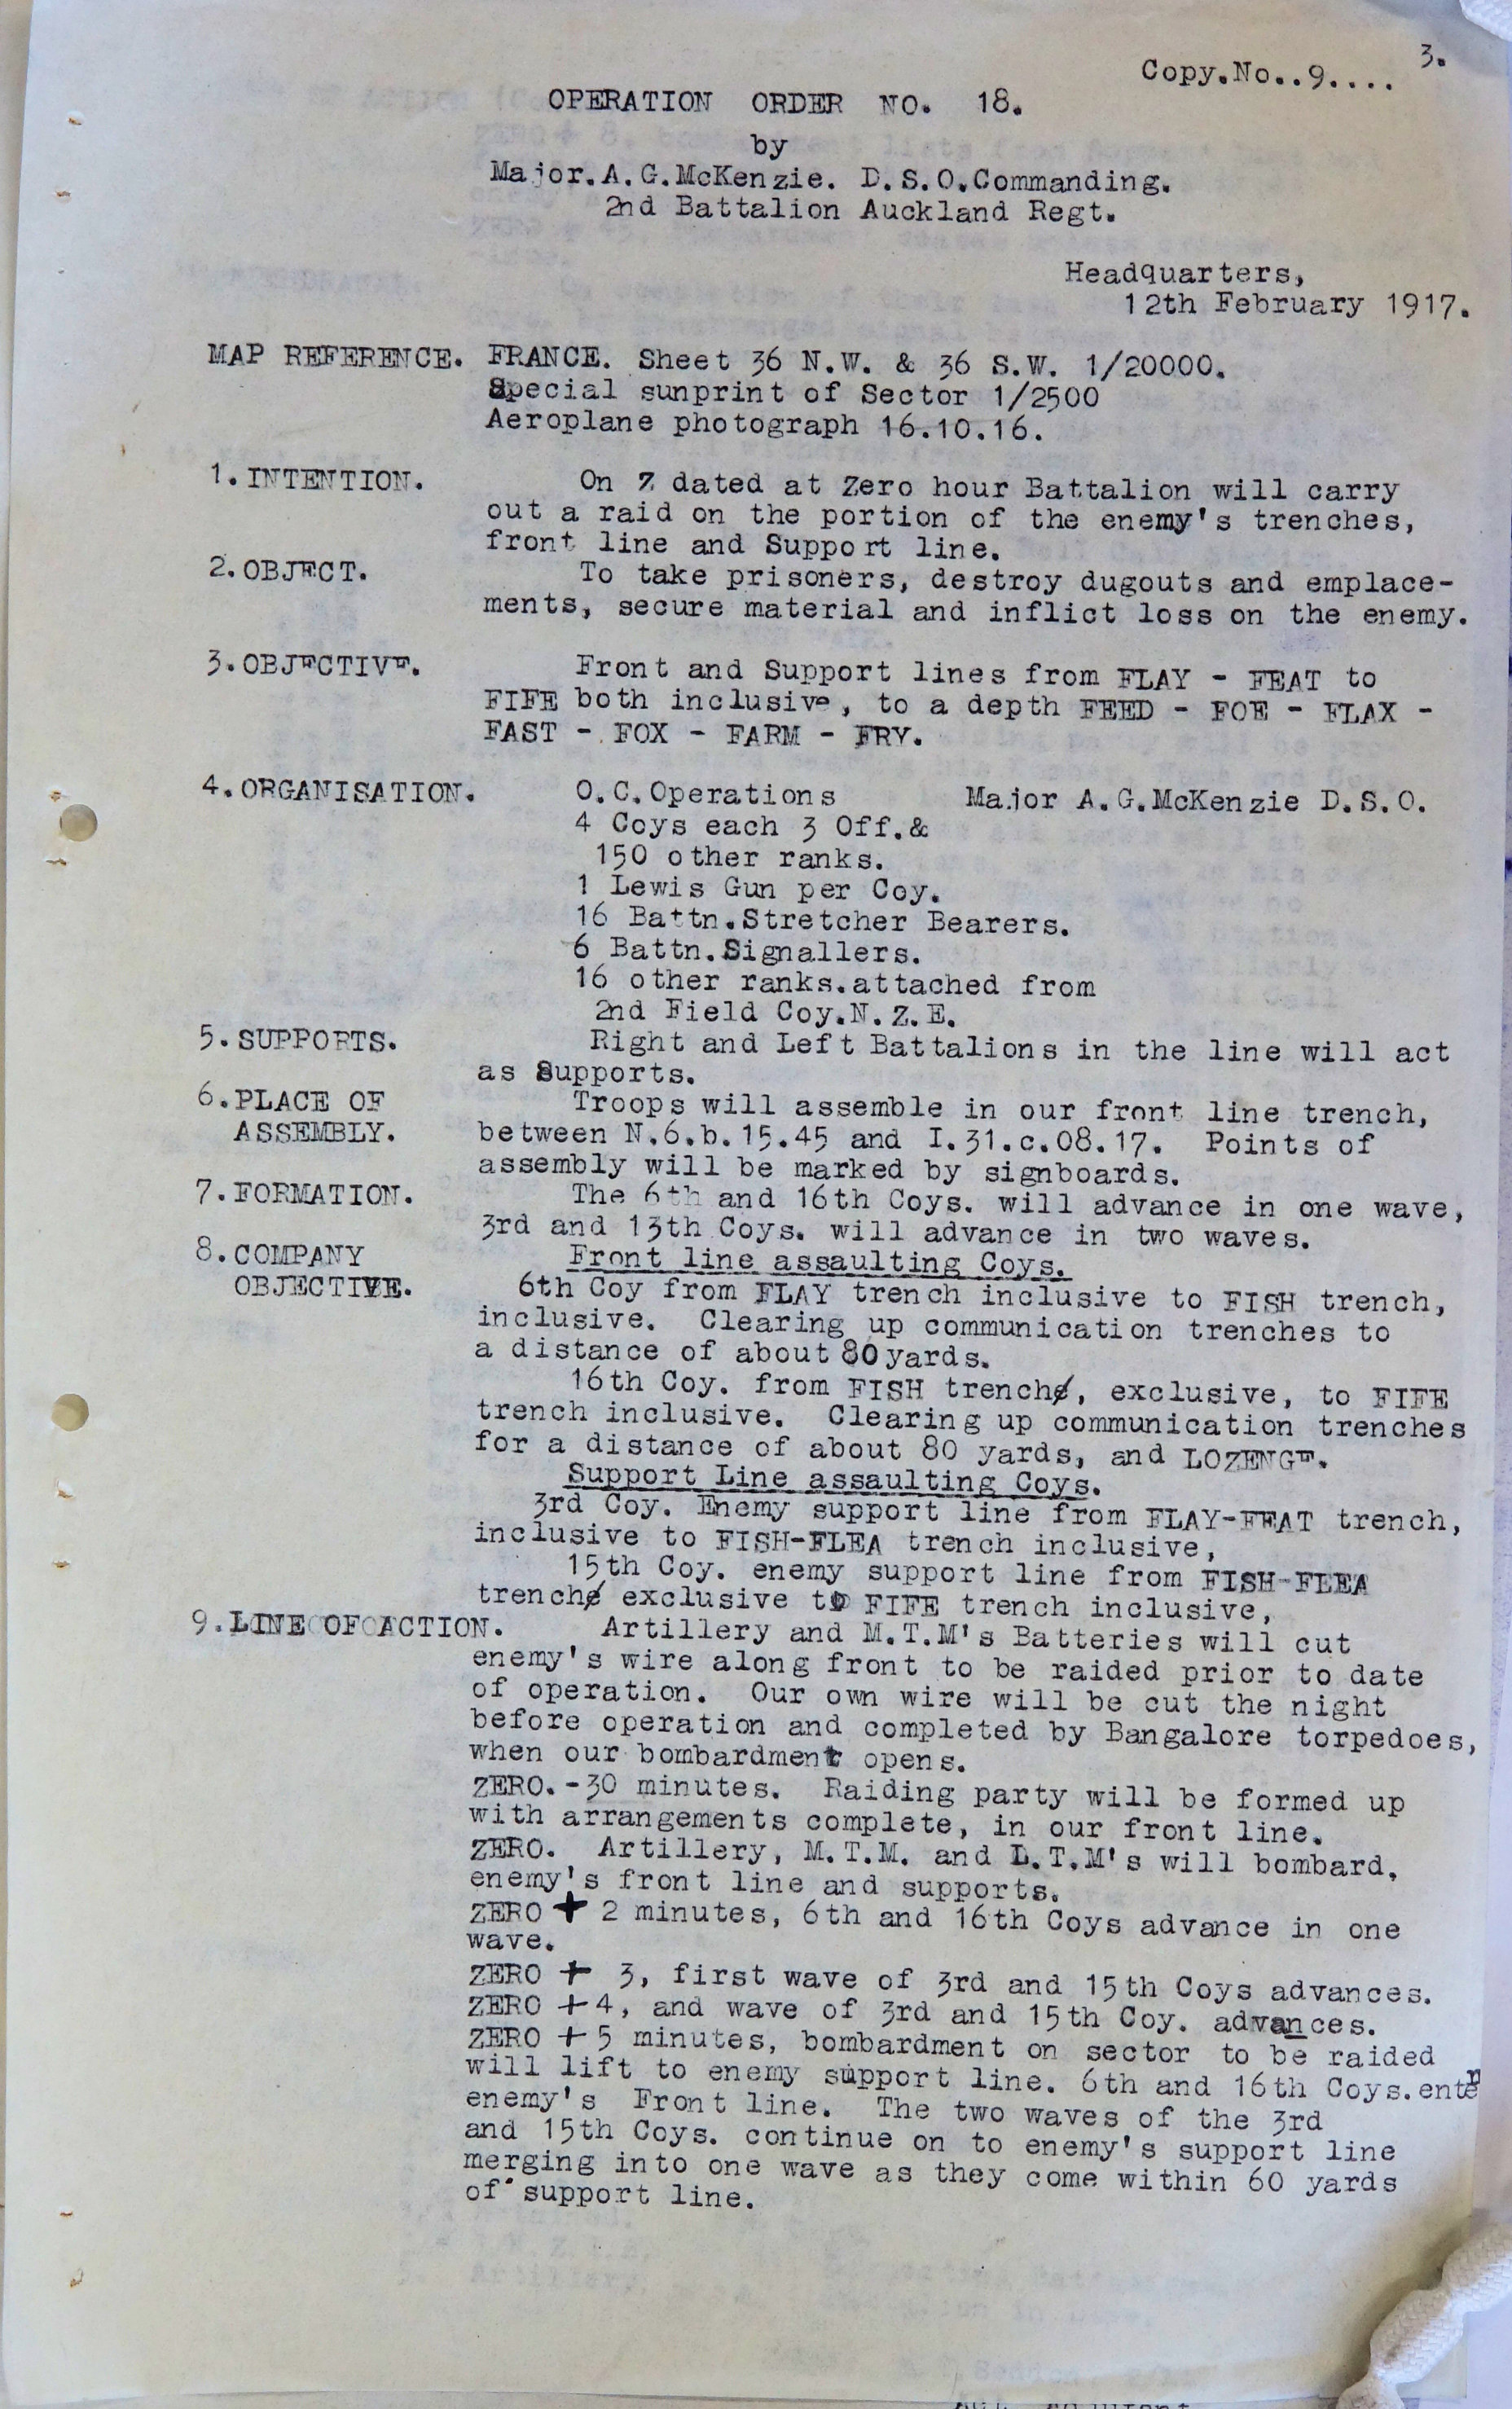 3.
Copy.No..9....
OPERATION ORDER NO. 18.
by
Major.A.G.McKenzie. D.S.O.Commanding.
2nd Battalion Auckland Regt.
Headquarters,
12th February 1917.
MAP REFERENCE. FRANCE. Sheet 36 N.W. & 36 S.W. 1/20000.
Special sunprint of Sector 1/2500
Aeroplane photograph 16.10.16.
1.INTENTION. On Z dated at Zero hour Battalion will carry
out a raid on the portion of the enemy's trenches,
front line and Support line.
2.OBJECT. To take prisoners, destroy dugouts and emplace-
ments, secure material and inflict loss on the enemy.
3.OBJECTIVE. Front and Support lines from FLAY - FEAT to
FIFE both inclusive, to a depth FEED - FOE - FLAX -
FAST - FOX - FARM - FRY.
4.ORGANISATION. O.C.Operations Major A.G.McKenzie D.S.O.
4 Coys each 3 Off.&
150 other ranks.
1 Lewis Gun per Coy.
16 Battn.Stretcher Bearers.
6 Battn.Signallers.
16 other ranks.attached from
2nd Field Coy.N.Z.E.
5.SUPPORTS. Right and Left Battalions in the line will act
as Supports.
6.PLACE OF Troops will assemble in our front line trench,
ASSEMBLY. between N.6.b.15.45 and I.31.c.08.17. Points of
assembly will be marked by signboards.
7.FORMATION. The 6th and 16th Coys. will advance in one wave,
3rd and 15th Coys. will advance in two waves.
8.COMPANY Front line assaulting Coys.
OBJECTIVE. 6th Coy from FLAY trench inclusive to FISH trench,
inclusive. Clearing up communication trenches to
a distance of about 80 yards.
16th Coy. from FISH trench, exclusive, to FIFE
trench inclusive. Clearing up communication trenches
for a distance of about 80 yards, and LOZENGE.
Support Line assaulting Coys.
3rd Coy. Enemy support line from FLAY-FEAT trench,
inclusive to FISH-FLEA trench inclusive,
15th Coy. enemy support line from FISH-FLEA
trench exclusive to FIFE trench inclusive,
9.LINE OF ACTION. Artillery and M.T.M's Batteries will cut
enemy's wire along front to be raided prior to date
of operation. Our own wire will be cut the night
before operation and completed by Bangalore torpedoes,
when our bombardment opens.
ZERO.-30 minutes. Raiding party will be formed up
with arrangements complete, in our front line.
ZERO. Artillery, M.T.M. and L.T.M's will bombard.
enemy's front line and supports.
ZERO + 2 minutes, 6th and 16th Coys advance in one
wave.
ZERO + 3, first wave of 3rd and 15th Coys advances.
ZERO + 4, and wave of 3rd and 15th Coy. advances.
ZERO + 5 minutes, bombardment on sector to be raided
will lift to enemy support line. 6th and 16th Coys.enter
enemy's Front line. The two waves of the 3rd
and 15th Coys. continue on to enemy's support line
merging into one wave as they come within 60 yards
of support line.